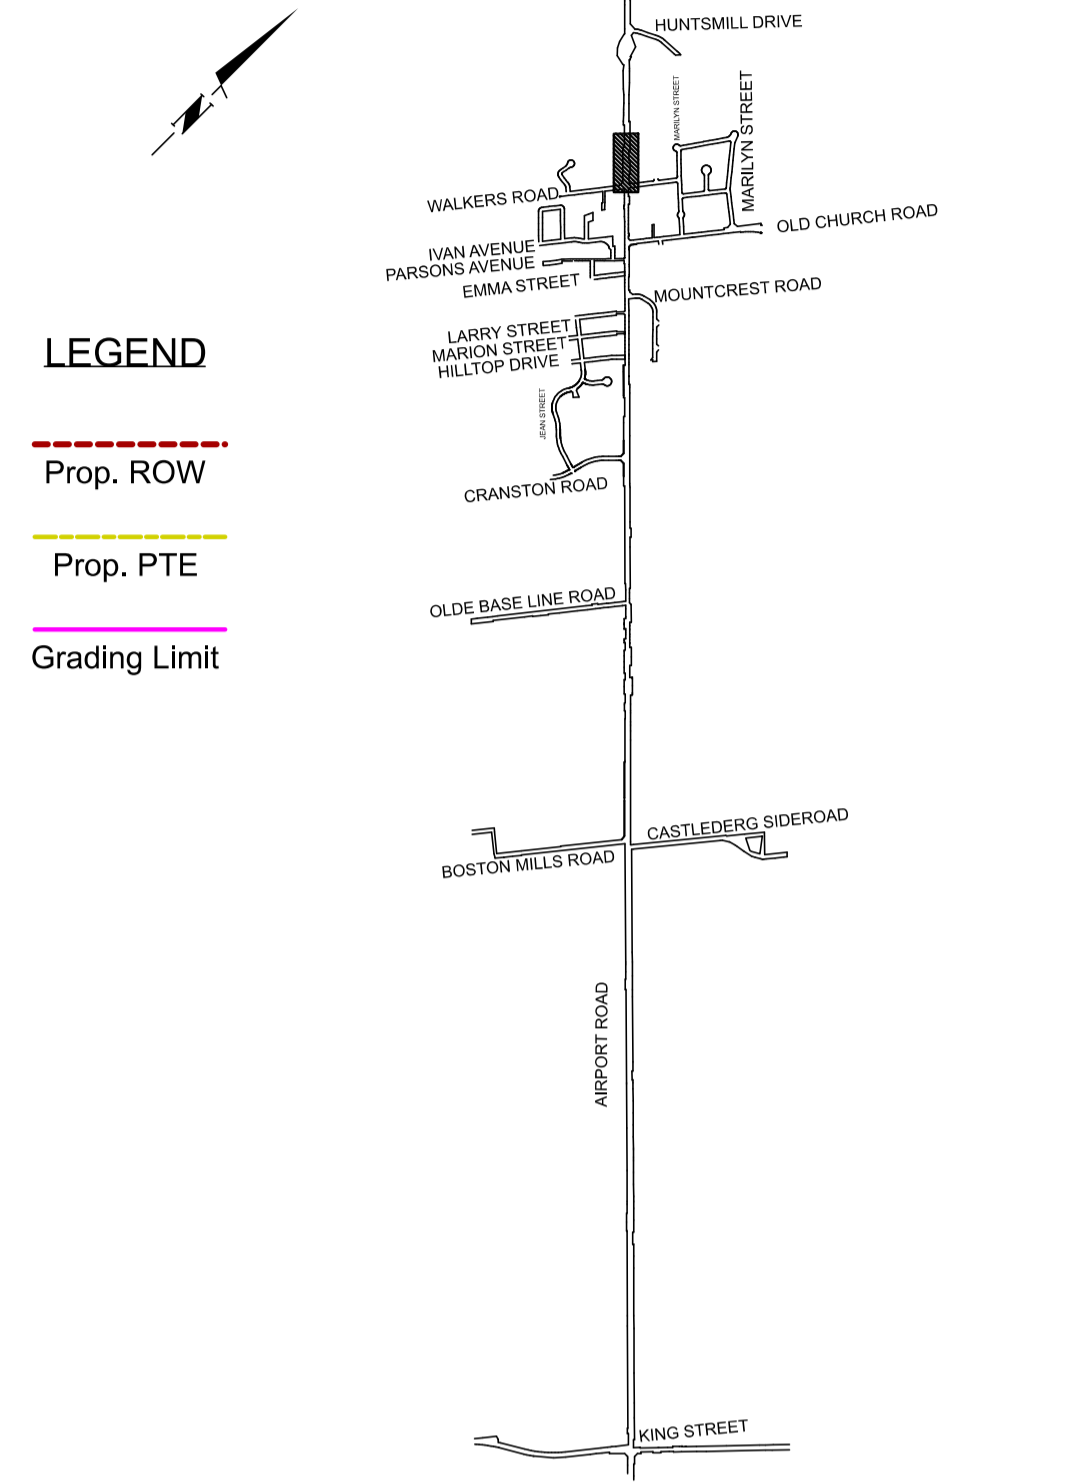 HUNTSMILL DRIVE
N
MARILYN STREET
MARILYN STREET
WALKERS ROAD
OLD CHURCH ROAD
IVAN AVENUE
PARSONS AVENUE
EMMA STREET
MOUNTCREST ROAD
LARRY STREET
MARION STREET
HILLTOP DRIVE
JEAN STREET
CRANSTON ROAD
OLDE BASE LINE ROAD
CASTLEDERG SIDEROAD
BOSTON MILLS ROAD
AIRPORT ROAD
KING STREET
LEGEND
Prop. ROW
Prop. PTE
Grading Limit